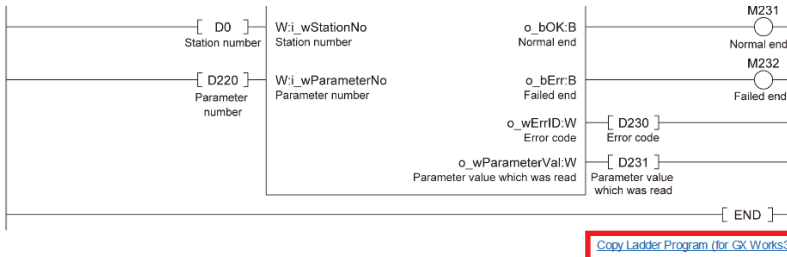 M231
[ D0 ] W:i_wStationNo o_bOK:B
Station number Station number Normal end Normal end
M232
[ D220 ] W:i_wParameterNo o_bErr:B
Parameter number Parameter number Failed end Failed end
o_wErrID:W [ D230 ]
Error code Error code
o_wParameterVal:W [ D231 ]
Parameter value which was read Parameter value
which was read
[ END ]
Copy Ladder Program (for GX Works3